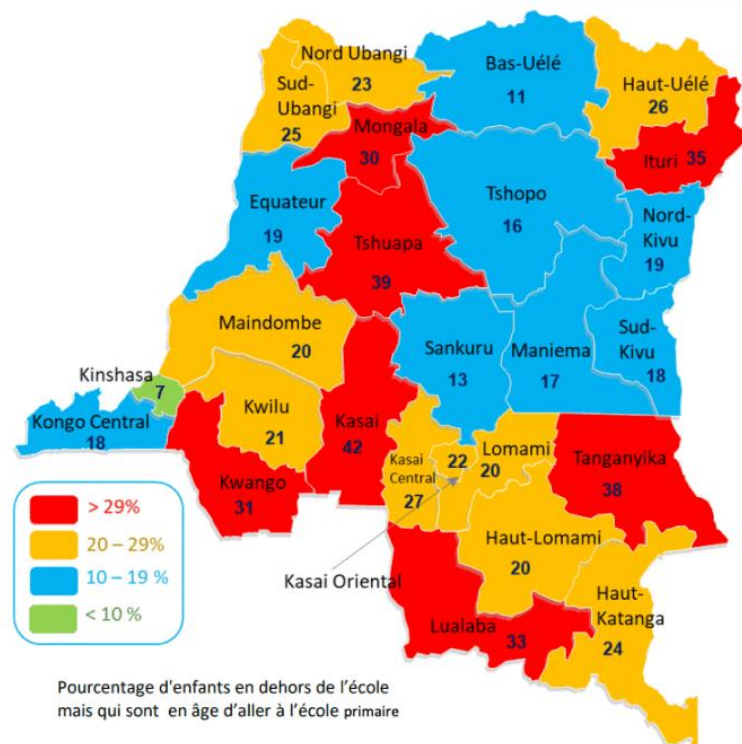 Nord Ubangi
23
Bas-Uélé
11
Haut-Uélé
26
Sud-
Ubangi
25
Mongala
30
Ituri 35
Equateur
19
Tshopo
16
Nord-
Kivu
19
Tshuapa
39
Maindombe
20
Sankuru
13
Maniema
17
Sud-
Kivu
18
Kinshasa
7
Kongo Central
18
Kwilu
21
Kasai
42
Kasai
Central
27
22
Lomami
20
Tanganyika
38
Kwango
31
Haut-Lomami
20
Kasai Oriental
Haut-
Katanga
24
Lualaba
33
> 29%
20 – 29%
10 – 19 %
< 10 %
Pourcentage d'enfants en dehors de l’école
mais qui sont en âge d’aller à l’école primaire